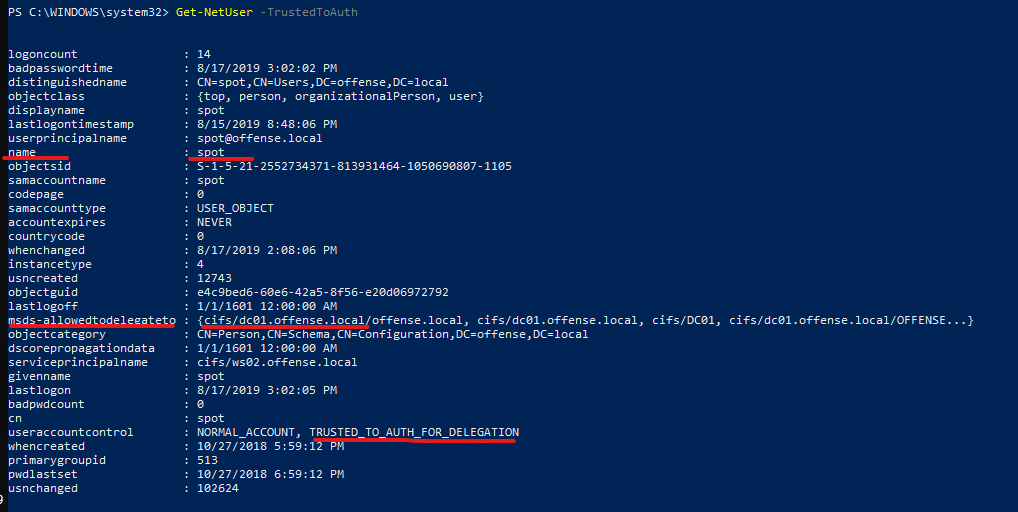 PS C:\WINDOWS\system32> Get-NetUser -TrustedToAuth
logoncount : 14
badpasswordtime : 8/17/2019 3:02:02 PM
distinguishedname : CN=spot,CN=Users,DC=offense,DC=local
objectclass : {top, person, organizationalPerson, user}
displayname : spot
lastlogontimestamp : 8/15/2019 8:48:06 PM
userprincipalname : spot@offense.local
name : spot
objectsid : S-1-5-21-2552734371-813931464-1050690807-1105
samaccountname : spot
codepage : 0
samaccounttype : USER_OBJECT
accountexpires : NEVER
countrycode : 0
whenchanged : 8/17/2019 2:08:06 PM
instancetype : 4
usncreated : 12743
objectguid : e4c9bed6-60e6-42a5-8f56-e20d06972792
lastlogoff : 1/1/1601 12:00:00 AM
msds-allowedtodelegateto : {cifs/dc01.offense.local/offense.local, cifs/dc01.offense.local, cifs/DC01, cifs/dc01.offense.local/OFFENSE...}
objectcategory : CN=Person,CN=Schema,CN=Configuration,DC=offense,DC=local
dscorepropagationdata : 1/1/1601 12:00:00 AM
serviceprincipalname : cifs/ws02.offense.local
givenname : spot
lastlogon : 8/17/2019 3:02:05 PM
badpwdcount : 0
cn : spot
useraccountcontrol : NORMAL_ACCOUNT, TRUSTED_TO_AUTH_FOR_DELEGATION
whencreated : 10/27/2018 5:59:12 PM
primarygroupid : 513
pwdlastset : 10/27/2018 6:59:12 PM
usnchanged : 102624